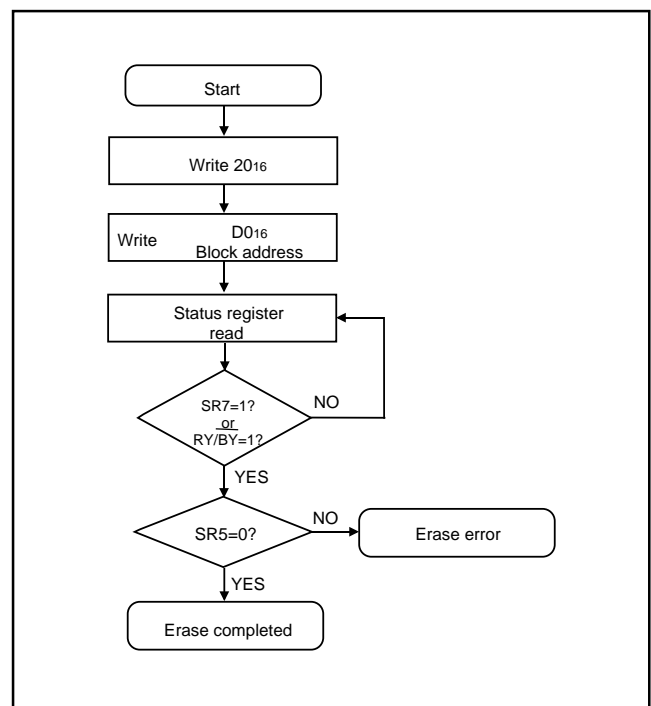 Start
Write 20₁₆
Write D0₁₆
Block address
Status register
read
SR7=1?
or
RY/BY=1?
NO
YES
SR5=0?
NO
Erase error
YES
Erase completed